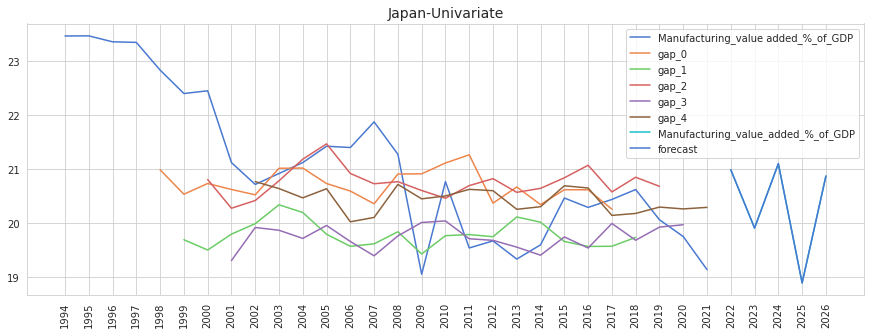 Japan-Univariate
Manufacturing_value added_%_of_GDP
gap_0
gap_1
gap_2
gap_3
gap_4
Manufacturing_value_added_%_of_GDP
forecast
23
22
21
20
19
1994 1995 1996 1997 1998 1999 2000 2001 2002 2003 2004 2005 2006 2007 2008 2009 2010 2011 2012 2013 2014 2015 2016 2017 2018 2019 2020 2021 2022 2023 2024 2025 2026